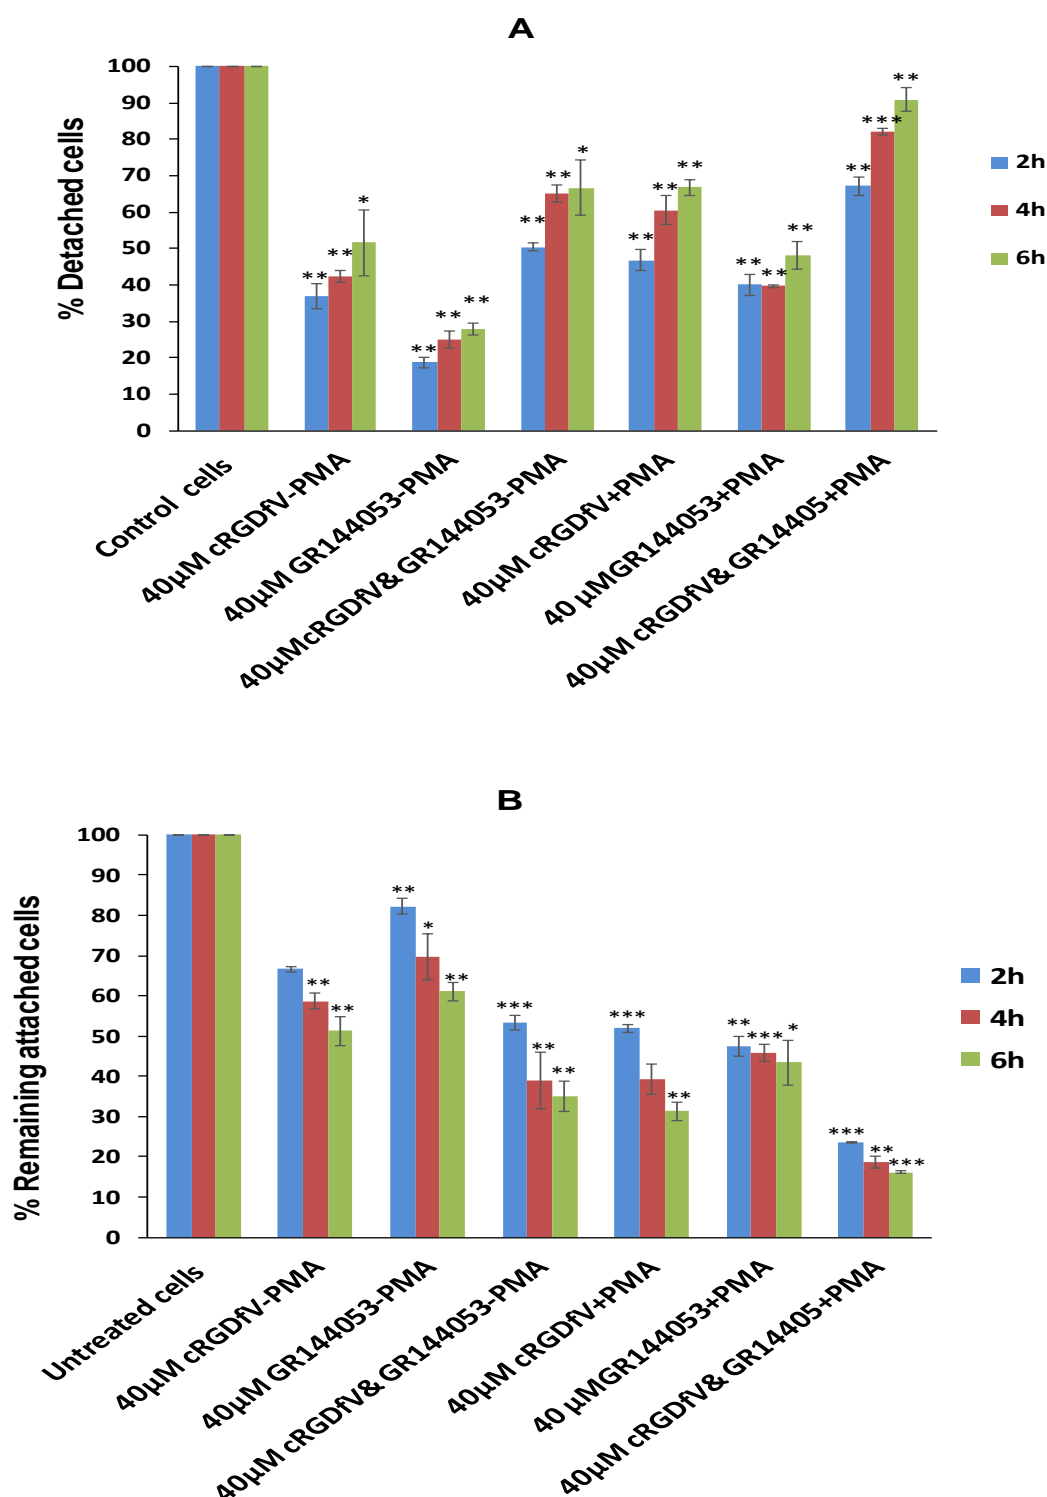 A
% Detached cells
100
90
80
70
60
50
40
30
20
10
0
** ** *
** ** **
** ** *
** ** **
** ** **
** *** **
2h
4h
6h
Control cells
40µM cRGDfV-PMA
40µM GR144053-PMA
40µMcRGDfV& GR144053-PMA
40µM cRGDfV+PMA
40 µMGR144053+PMA
40µM cRGDfV& GR14405+PMA
B
% Remaining attached cells
100
90
80
70
60
50
40
30
20
10
0
** **
** * **
*** ** **
*** **
** *** *
*** ** ***
2h
4h
6h
Untreated cells
40µM cRGDfV-PMA
40µM GR144053-PMA
40µM cRGDfV& GR144053-PMA
40µM cRGDfV+PMA
40 µMGR144053+PMA
40µM cRGDfV& GR14405+PMA